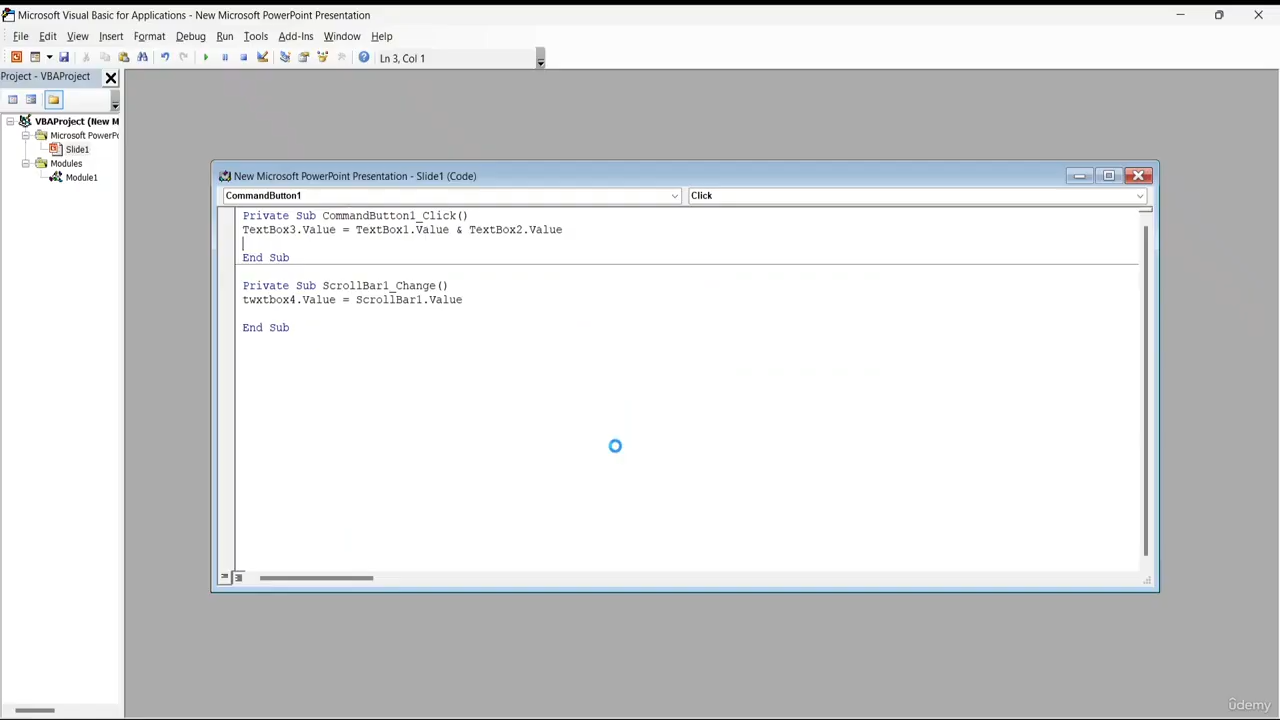 Microsoft Visual Basic for Applications - New Microsoft PowerPoint Presentation
File Edit View Insert Format Debug Run Tools Add-Ins Window Help
Ln 3, Col 1
Project - VBAProject
VBAProject (New M
Microsoft PowerPo
Slide1
Modules
Module1
New Microsoft PowerPoint Presentation - Slide1 (Code)
CommandButton1 Click
Private Sub CommandButton1_Click()
TextBox3.Value = TextBox1.Value & TextBox2.Value
End Sub
Private Sub ScrollBar1_Change()
twxtbox4.Value = ScrollBar1.Value
End Sub
ûdemy